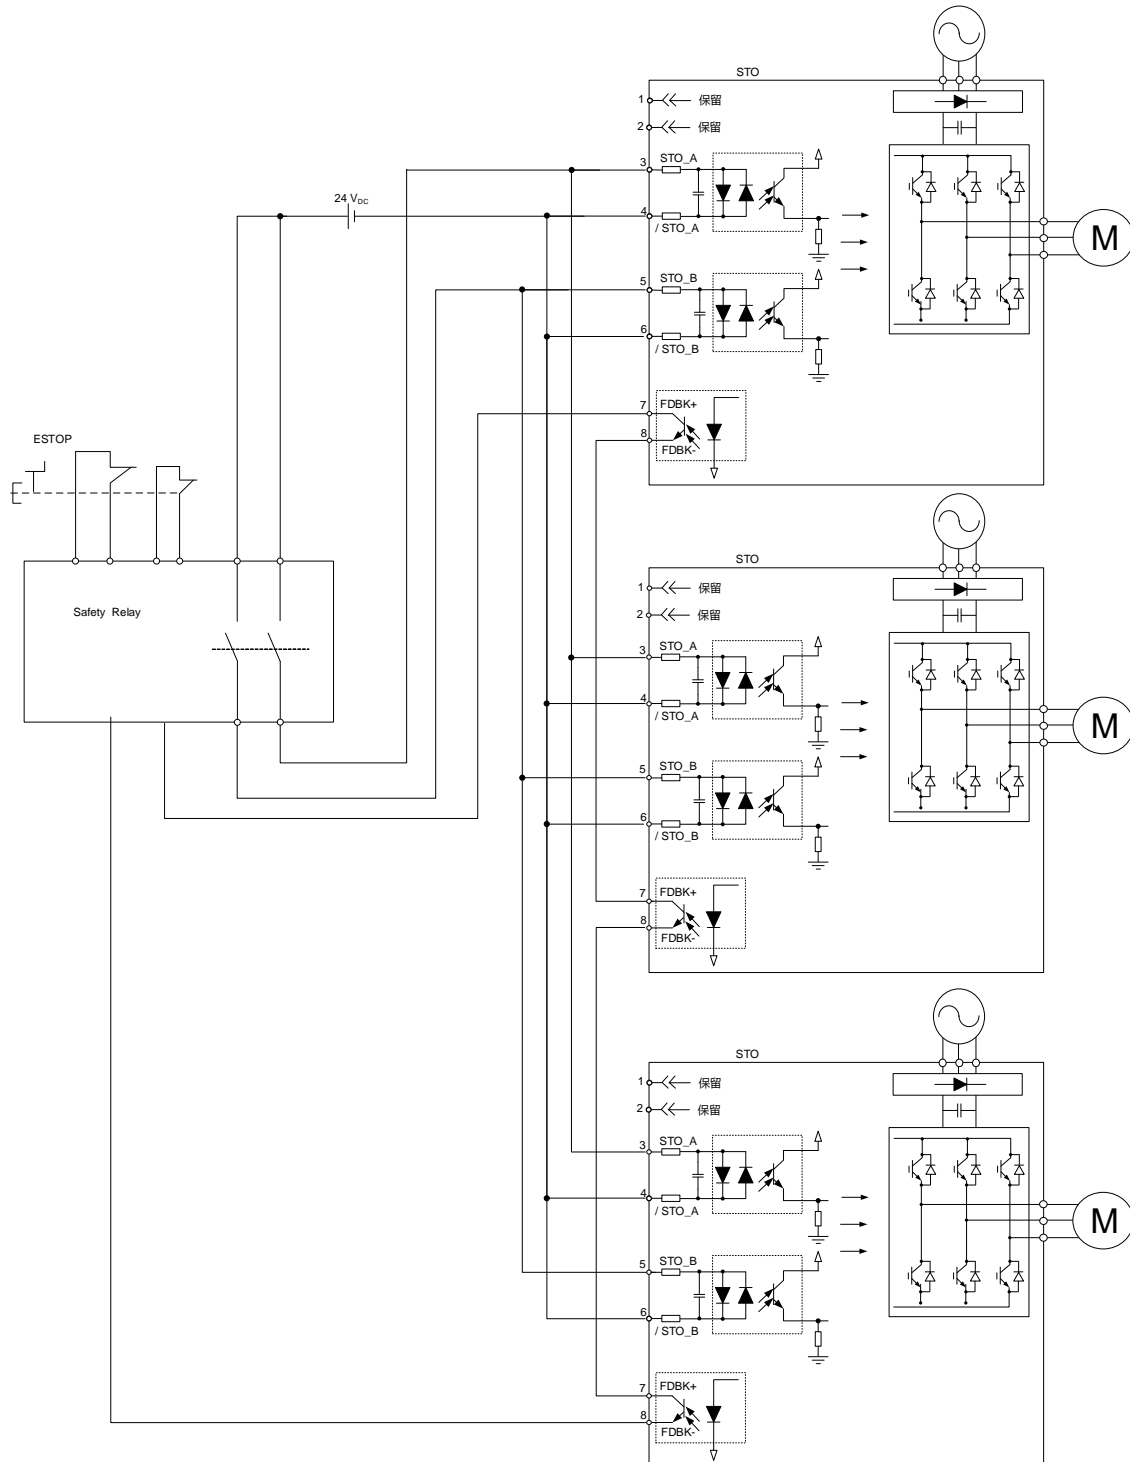 STO
1 保留
2 保留
3 STO_A
24 VDC
4 / STO_A
M
5 STO_B
6 / STO_B
7 FDBK+
8 FDBK-
ESTOP
Safety Relay
STO
1 保留
2 保留
3 STO_A
4 / STO_A
M
5 STO_B
6 / STO_B
7 FDBK+
8 FDBK-
STO
1 保留
2 保留
3 STO_A
4 / STO_A
M
5 STO_B
6 / STO_B
7 FDBK+
8 FDBK-